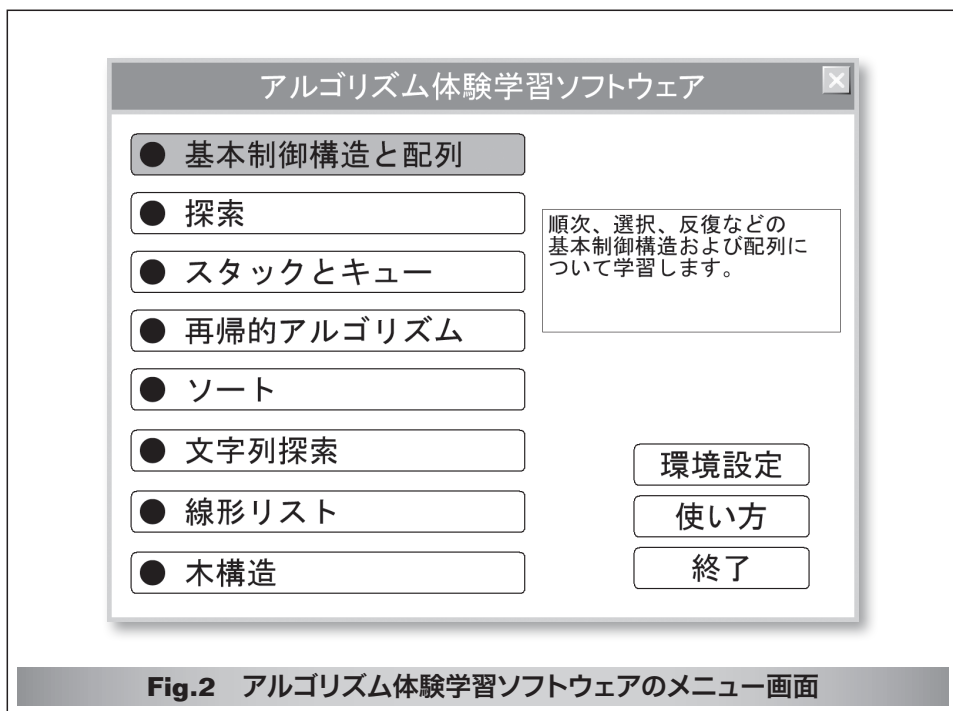 アルゴリズム体験学習ソフトウェア
● 基本制御構造と配列
● 探索
● スタックとキュー
● 再帰的アルゴリズム
● ソート
● 文字列探索
● 線形リスト
● 木構造
順次、選択、反復などの
基本制御構造および配列に
ついて学習します。
環境設定
使い方
終了
Fig.2 アルゴリズム体験学習ソフトウェアのメニュー画面